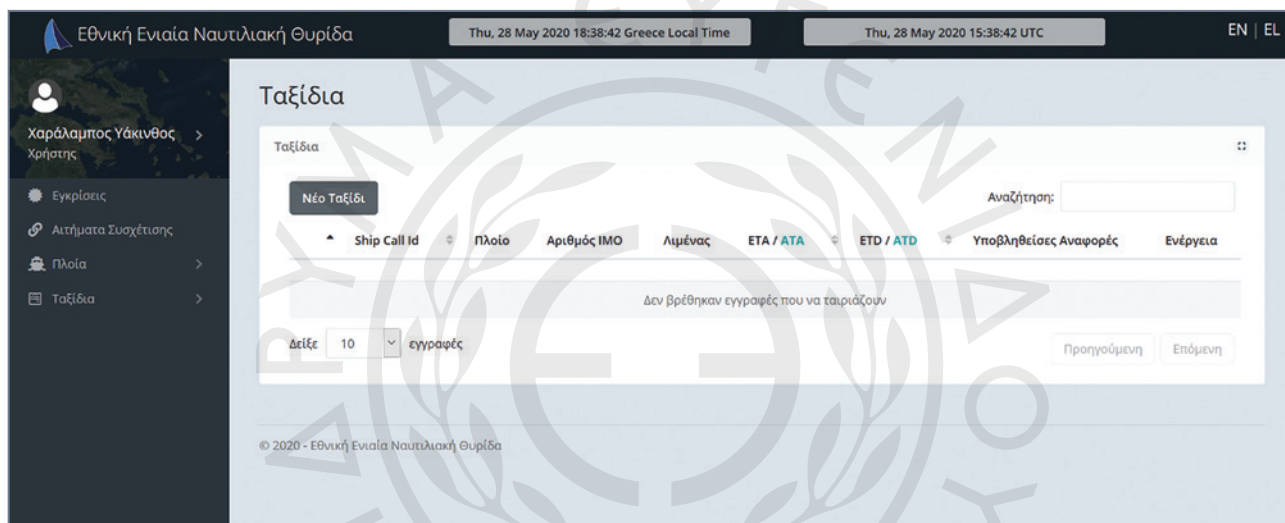 Εθνική Ενιαία Ναυτιλιακή Θυρίδα
Thu, 28 May 2020 18:38:42 Greece Local Time
Thu, 28 May 2020 15:38:42 UTC
EN | EL
Χαράλαμπος Υάκινθος
Χρήστης
Εγκρίσεις
Αιτήματα Συσχέτισης
Πλοία
Ταξίδια
Ταξίδια
Ταξίδια
Νέο Ταξίδι
Αναζήτηση:
Ship Call Id Πλοίο Αριθμός ΙΜΟ Λιμένας ETA / ATA ETD / ATD Υποβληθείσες Αναφορές Ενέργεια
Δεν βρέθηκαν εγγραφές που να ταιριάζουν
Δείξε 10 εγγραφές
Προηγούμενη Επόμενη
© 2020 - Εθνική Ενιαία Ναυτιλιακή Θυρίδα
ΙΔΡΥΜΑ ΕΥΓΕΝΙΔΟΥ